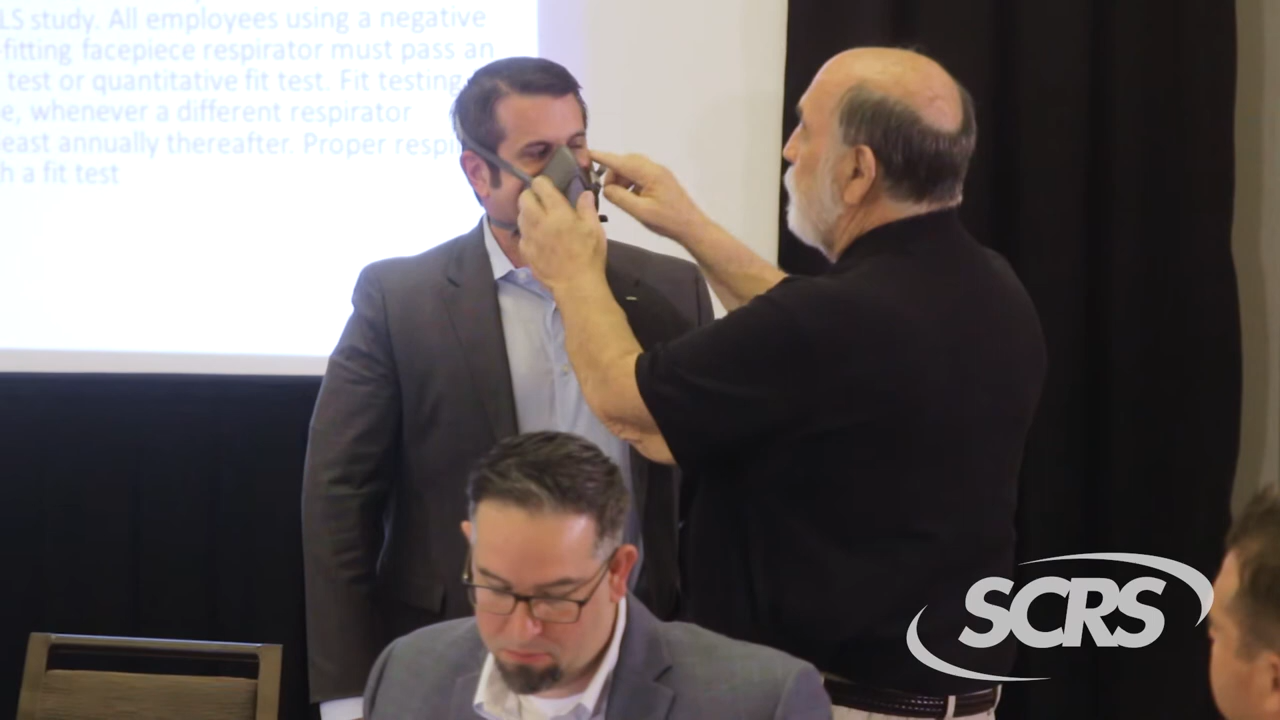 LS study. All employees using a negative
-fitting facepiece respirator must pass an
test or quantitative fit test. Fit testing
e, whenever a different respirator
east annually thereafter. Proper respi
h a fit test
SCRS